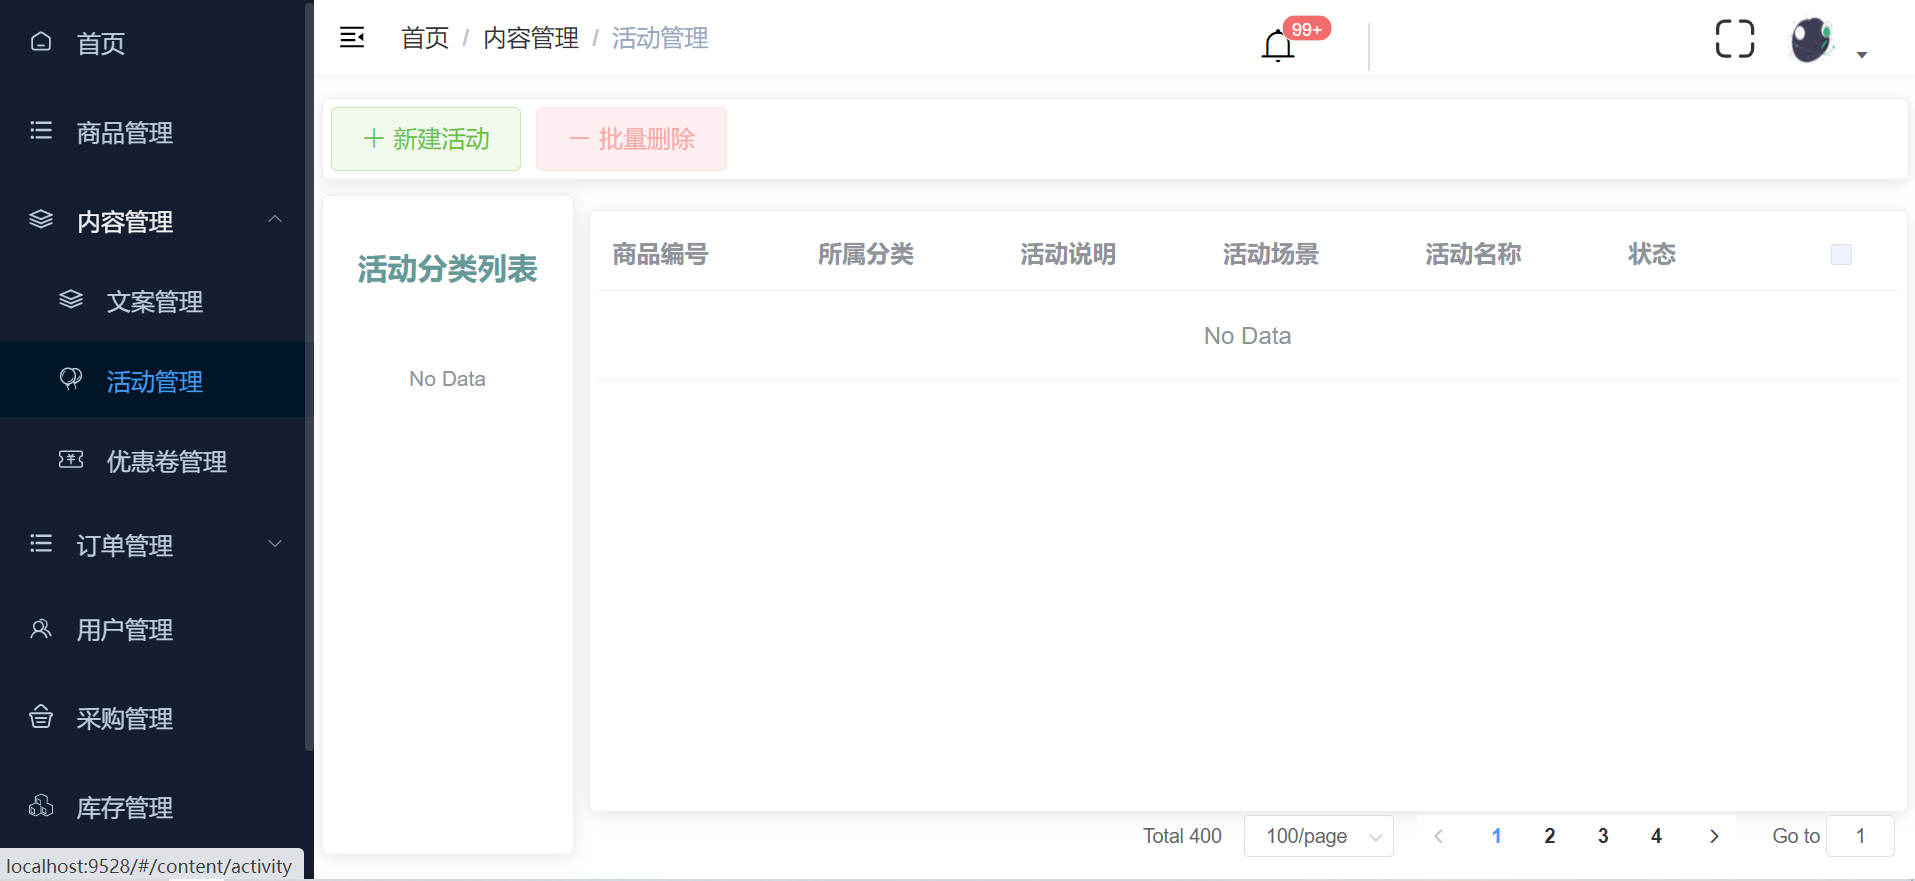 首页
商品管理
内容管理
文案管理
活动管理
优惠卷管理
订单管理
用户管理
采购管理
库存管理
localhost:9528/#/content/activity
首页 / 内容管理 / 活动管理
99+
新建活动
批量删除
活动分类列表
No Data
商品编号 所属分类 活动说明 活动场景 活动名称 状态
No Data
Total 400 100/page 1 2 3 4 Go to 1